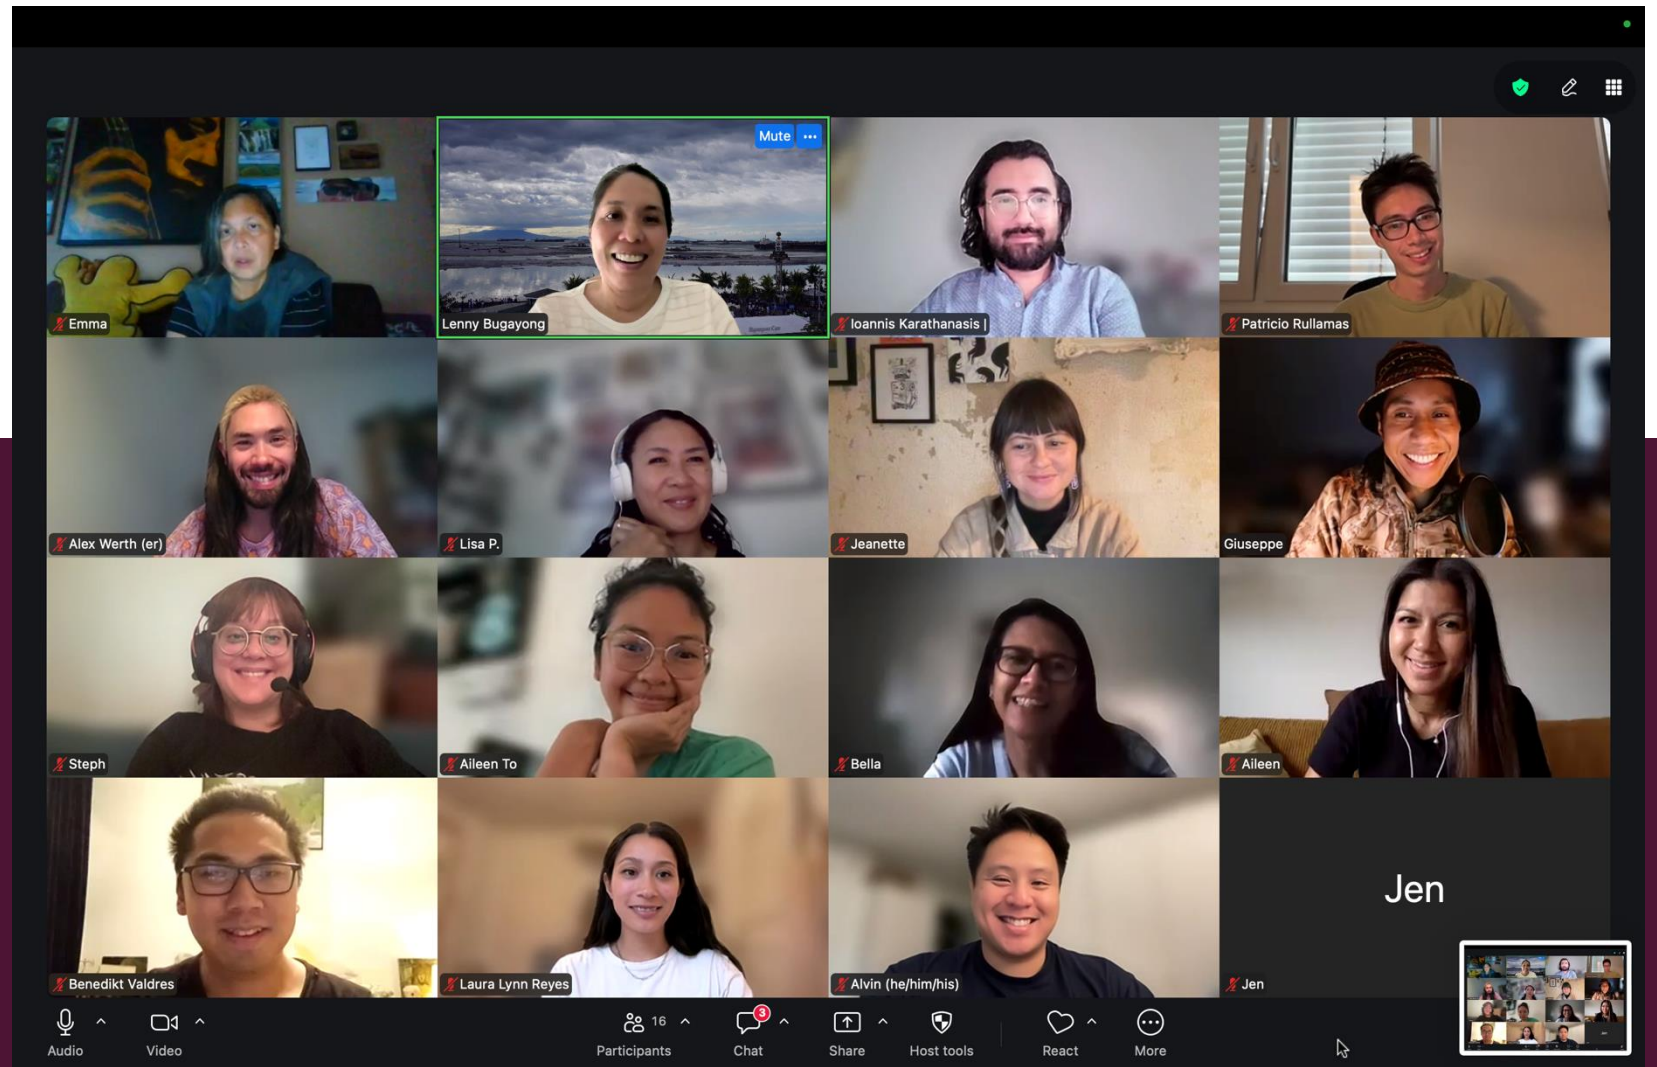 Mute
Emma
Lenny Bugayong
Ioannis Karathanasis |
Patricio Rullamas
Alex Werth (er)
Lisa P.
Jeanette
Giuseppe
Steph
Aileen To
Bella
Aileen
Jen
Benedikt Valdres
Laura Lynn Reyes
Alvin (he/him/his)
Jen
16
3
Audio
Video
Participants
Chat
Share
Host tools
React
More